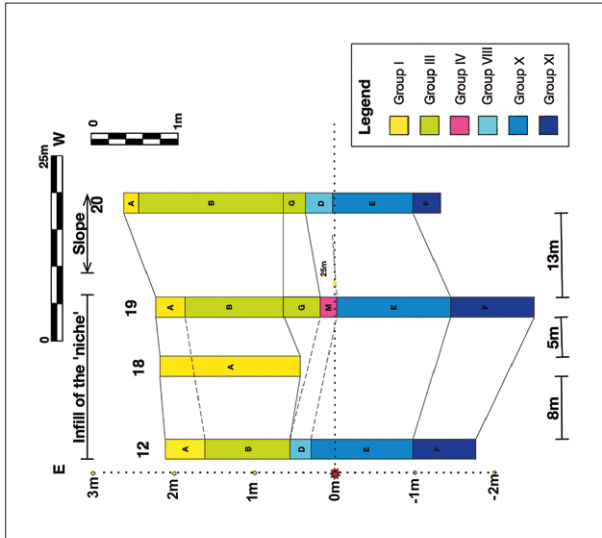 0 25m
E Infill of the 'niche' Slope W
12 18 19 20
0 1m
3m
2m
1m
0m
-1m
-2m
A B D E F
A
A B G M E F
A B G D E F
25m
8m 5m 13m
Legend
Group I
Group III
Group IV
Group VIII
Group X
Group XI